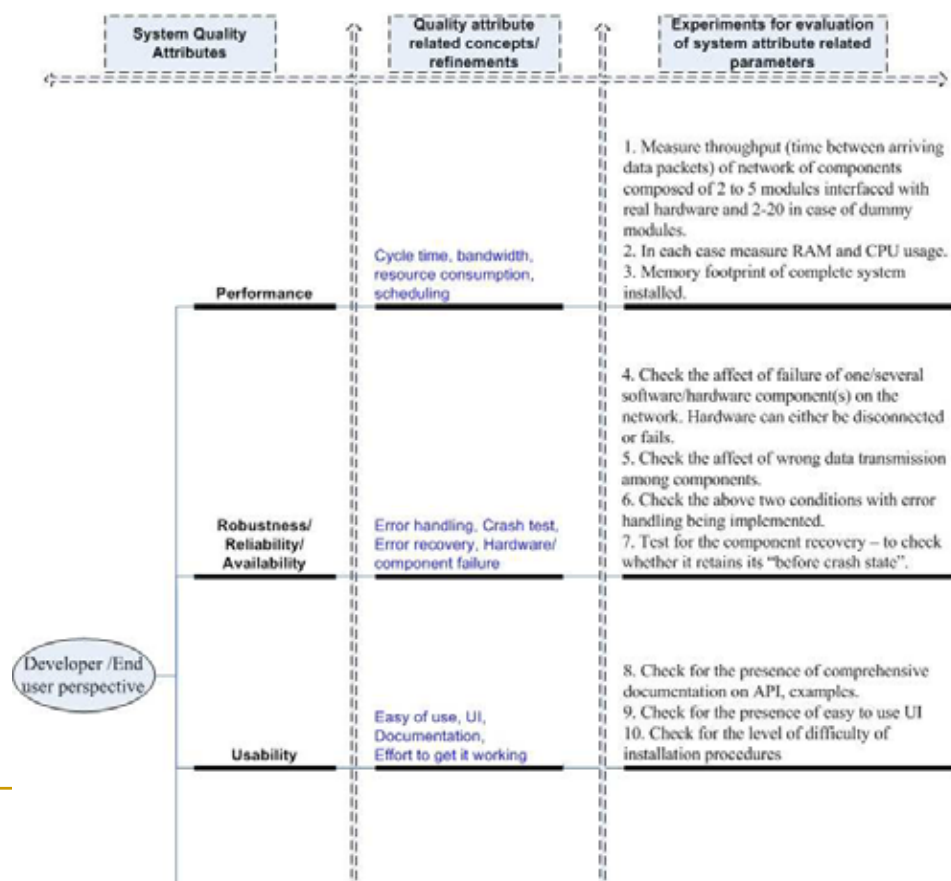 System Quality
Attributes
Quality attribute
related concepts/
refinements
Experiments for evaluation
of system attribute related
parameters
1. Measure throughput (time between arriving
data packets) of network of components
composed of 2 to 5 modules interfaced with
real hardware and 2-20 in case of dummy
modules.
2. In each case measure RAM and CPU usage.
3. Memory footprint of complete system
installed.
Cycle time, bandwidth,
resource consumption,
scheduling
Performance
4. Check the affect of failure of one/several
software/hardware component(s) on the
network. Hardware can either be disconnected
or fails.
5. Check the affect of wrong data transmission
among components.
6. Check the above two conditions with error
handling being implemented.
7. Test for the component recovery – to check
whether it retains its “before crash state”.
Robustness/
Reliability/
Availability
Error handling, Crash test,
Error recovery, Hardware/
component failure
Developer /End
user perspective
8. Check for the presence of comprehensive
documentation on API, examples.
9. Check for the presence of easy to use UI
10. Check for the level of difficulty of
installation procedures
Easy of use, UI,
Documentation,
Effort to get it working
Usability